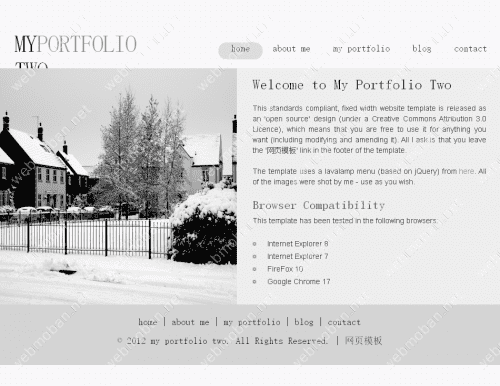 MYPORTFOLIO
TWO
home about me my portfolio blog contact
Welcome to My Portfolio Two
This standards compliant, fixed width website template is released as
an 'open source' design (under a Creative Commons Attribution 3.0
Licence), which means that you are free to use it for anything you
want (including modifying and amending it). All I ask is that you leave
the '网页模板' link in the footer of the template.
The template uses a lavalamp menu (based on jQuery) from here. All
of the images were shot by me - use as you wish.
Browser Compatibility
This template has been tested in the following browsers:
Internet Explorer 8
Internet Explorer 7
FireFox 10
Google Chrome 17
home | about me | my portfolio | blog | contact
© 2012 my portfolio two. All Rights Reserved. | 网页模板